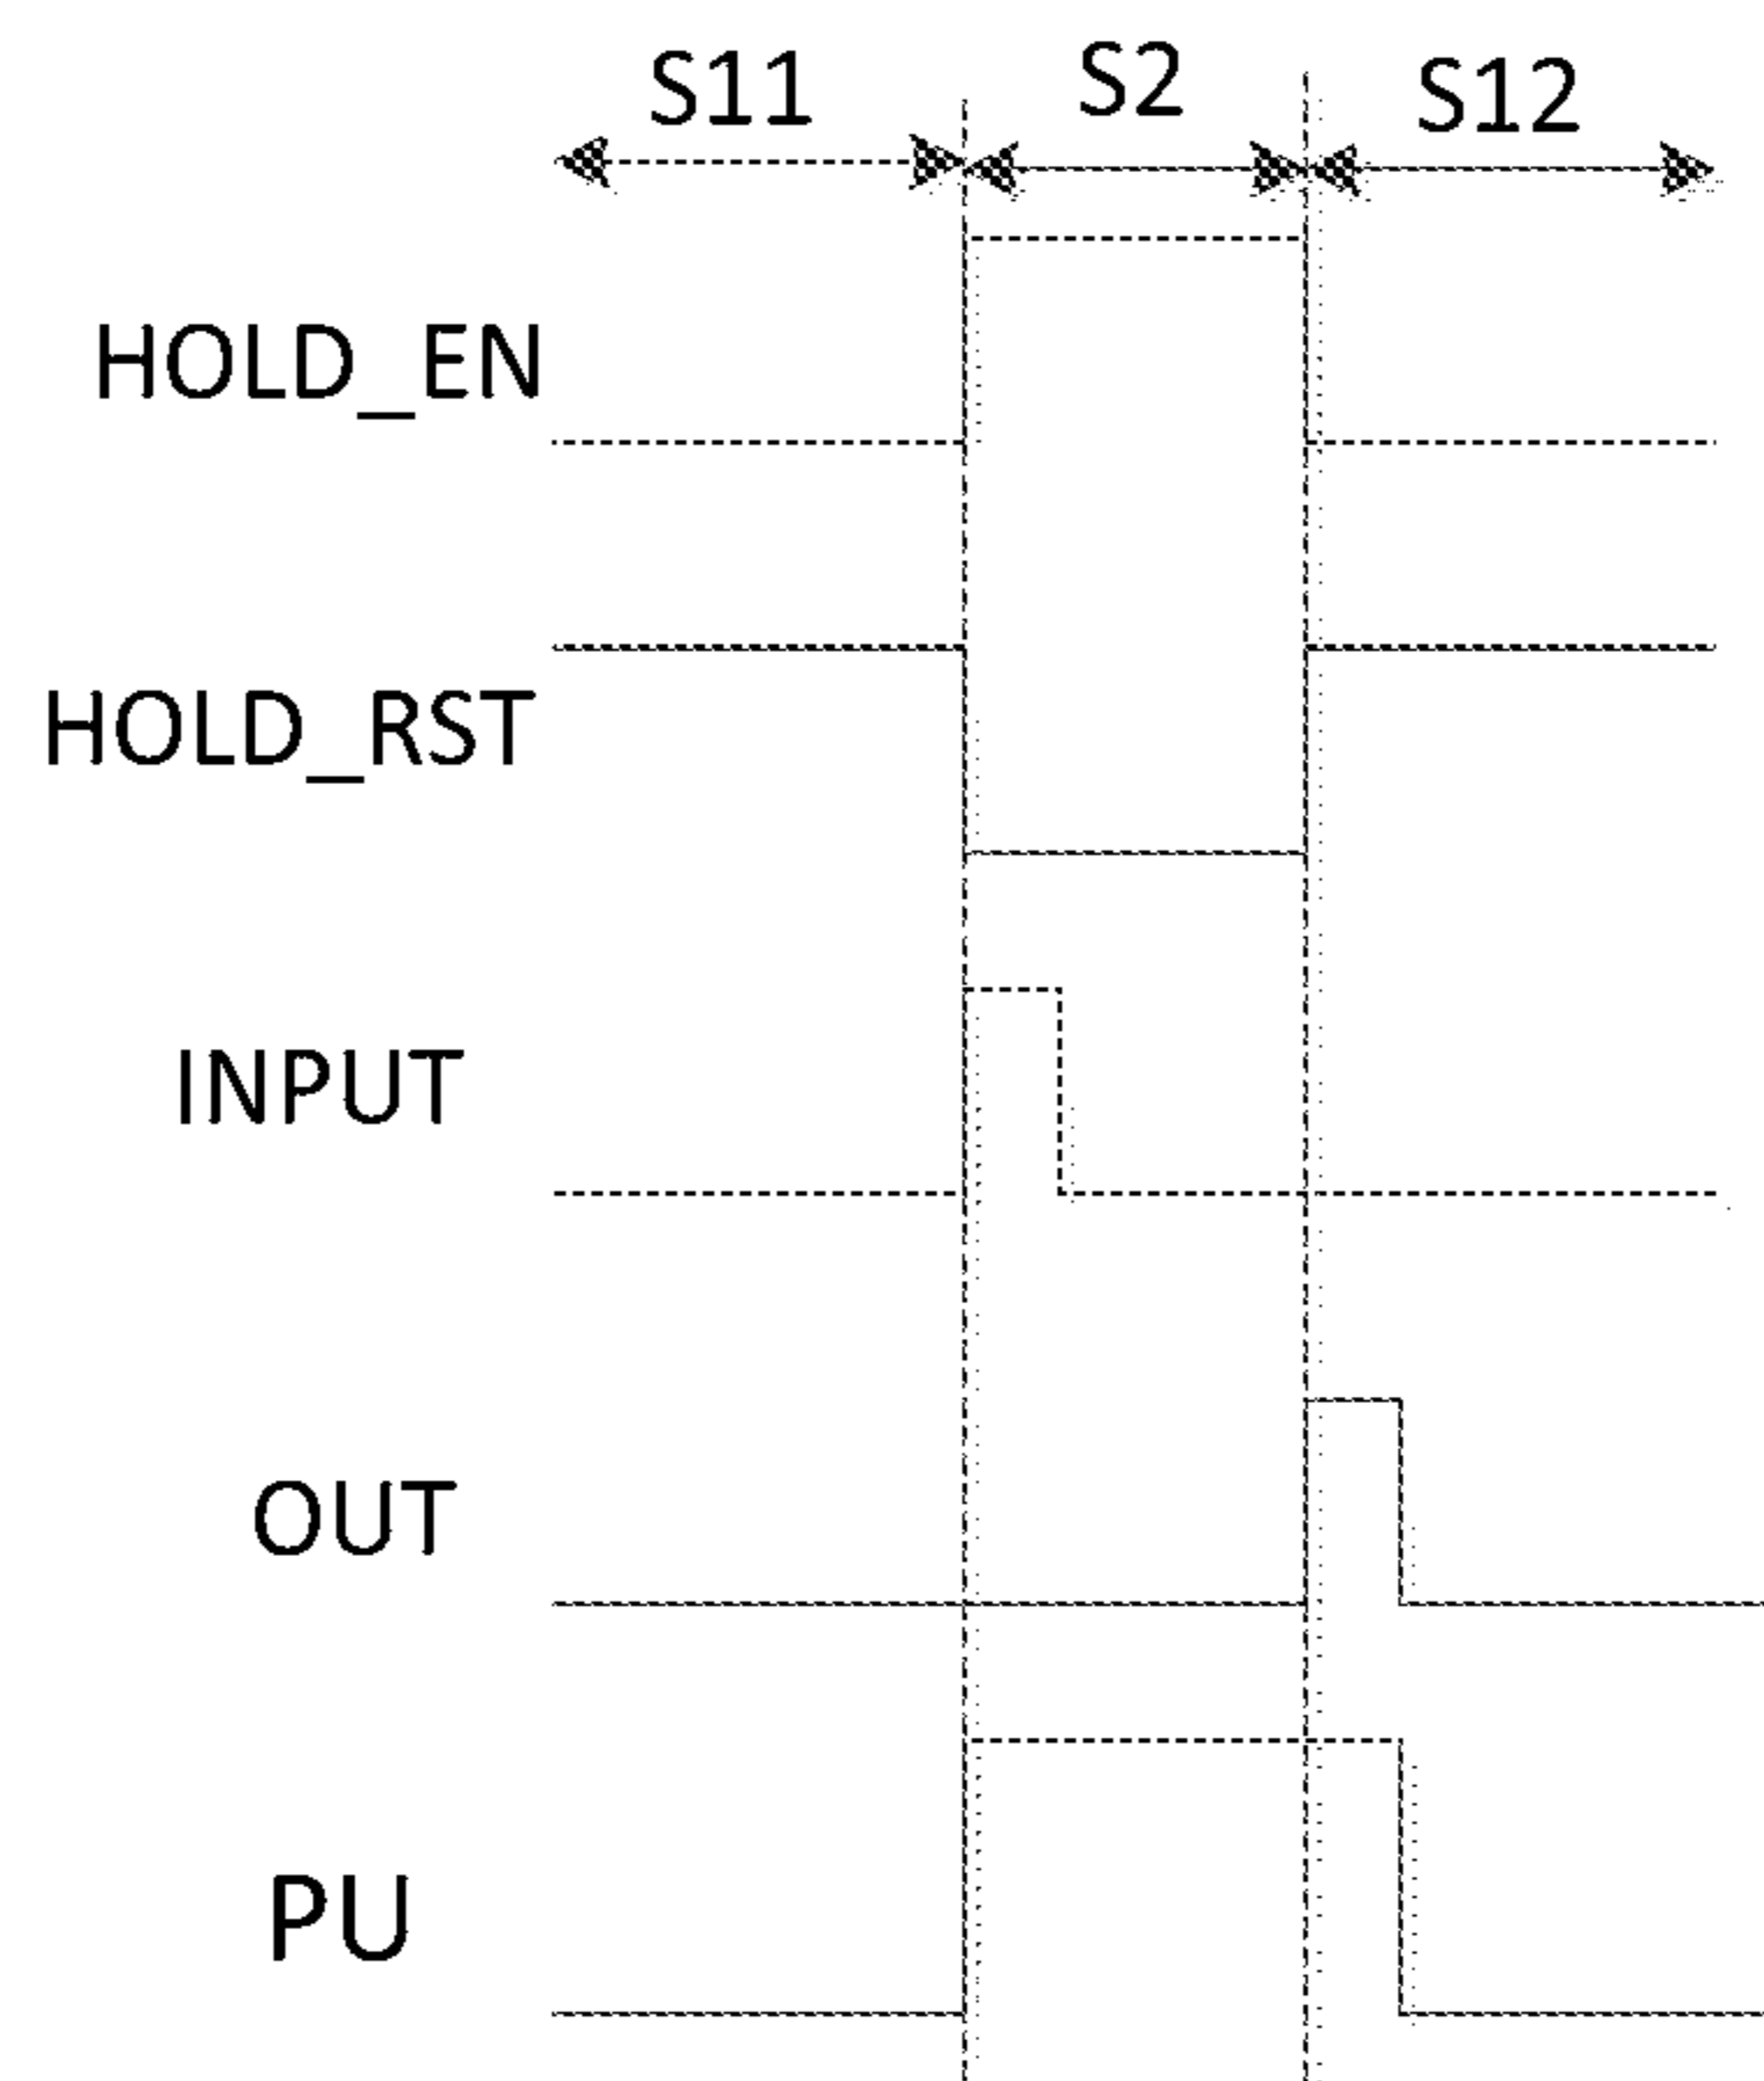 S11 S2 S12
HOLD_EN
HOLD_RST
INPUT
OUT
PU